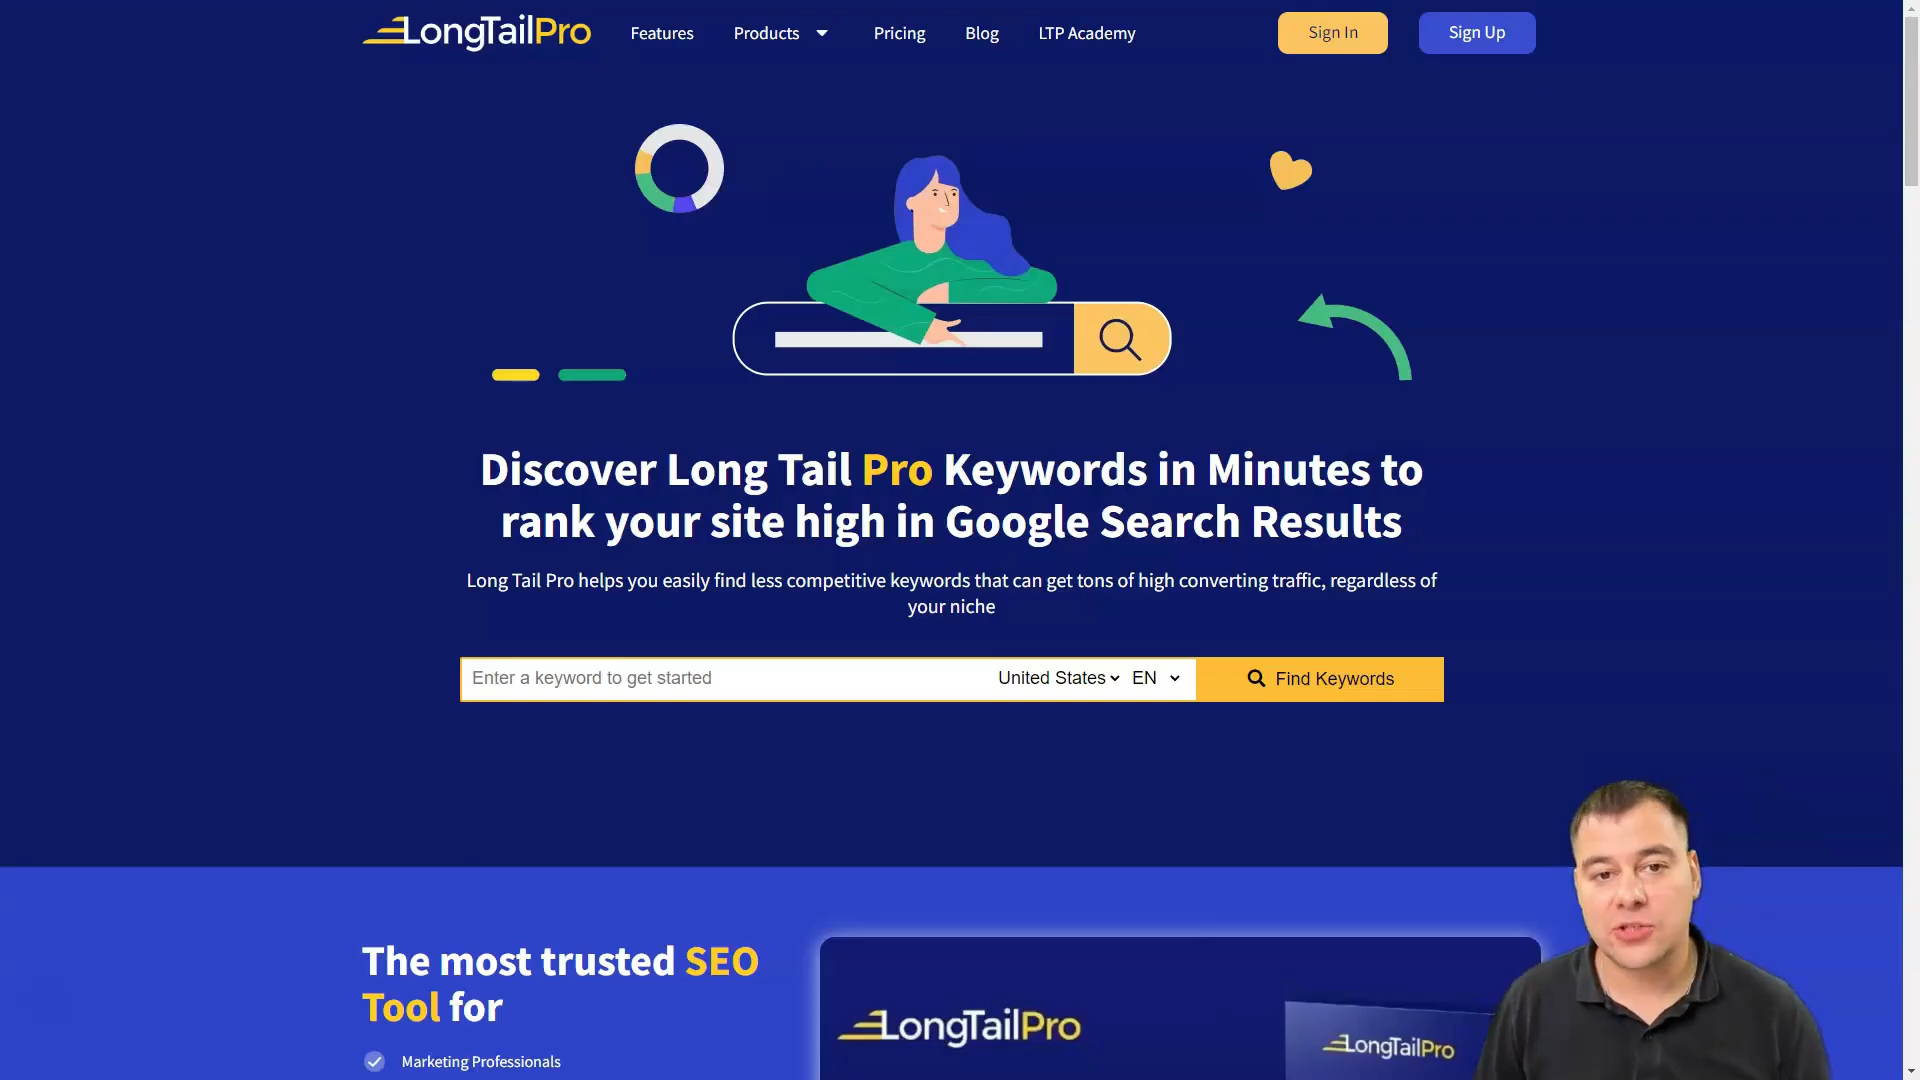 LongTailPro
Features
Products
Pricing
Blog
LTP Academy
Sign In
Sign Up
Discover Long Tail Pro Keywords in Minutes to
rank your site high in Google Search Results
Long Tail Pro helps you easily find less competitive keywords that can get tons of high converting traffic, regardless of
your niche
Enter a keyword to get started
United States
EN
Find Keywords
The most trusted SEO
Tool for
Marketing Professionals
LongTailPro
LongTailPro